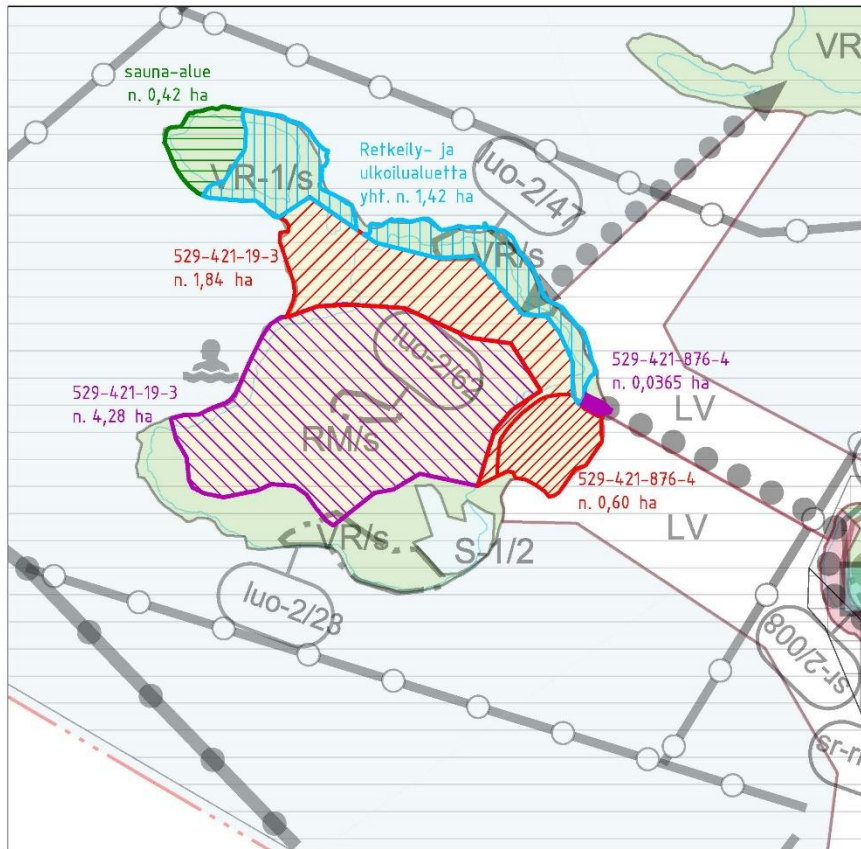 sauna-alue
n. 0,42 ha
VR
Retkeily- ja
ulkoilualuetta
yht. n. 1,42 ha
VR-1/s
luo-2/47
VR/s
529-421-19-3
n. 1,84 ha
luo-2/62
529-421-876-4
n. 0,0365 ha
529-421-19-3
n. 4,28 ha
LV
RM/s
529-421-876-4
n. 0,60 ha
LV
VR/s
S-1/2
luo-2/23
sr-2/008